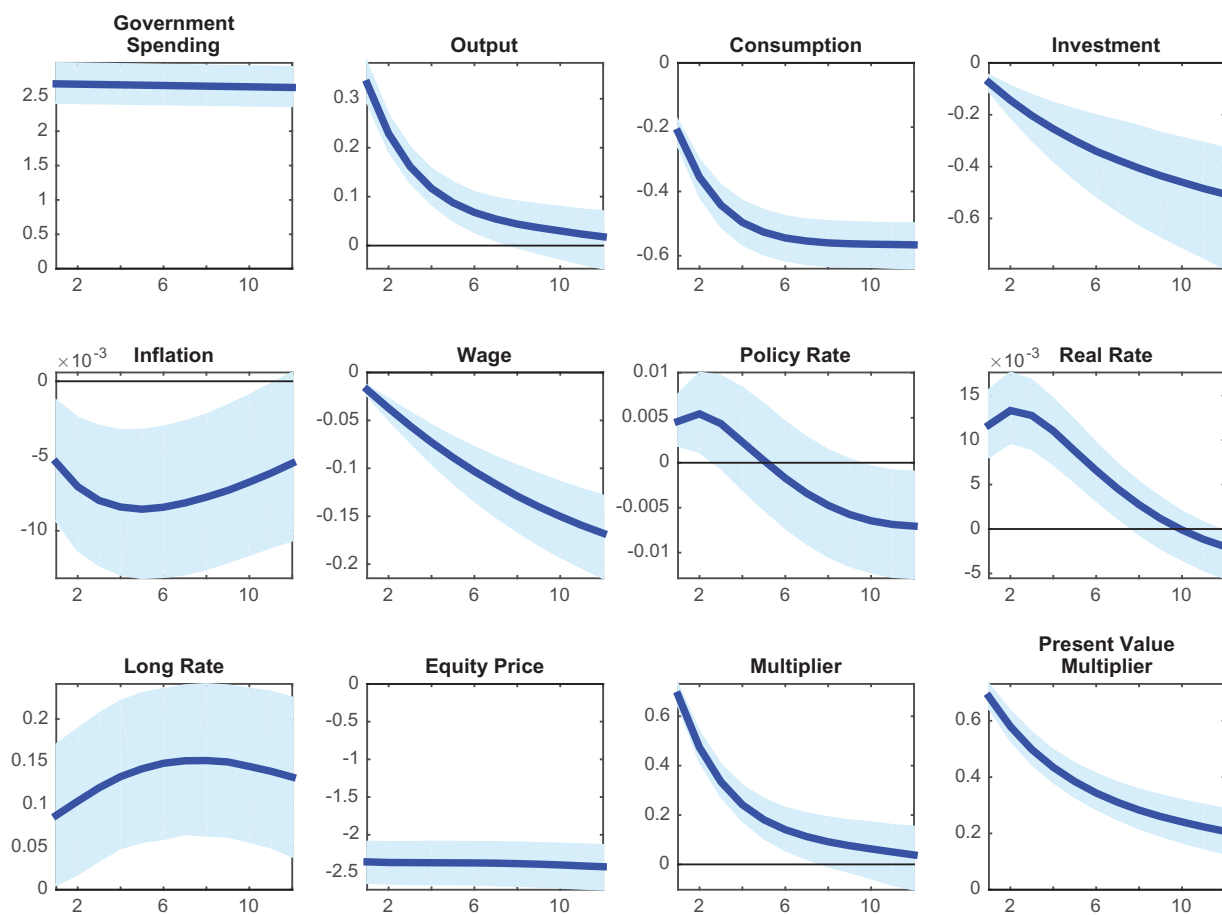 Government
Spending
Output
Consumption
Investment
2.5
2
1.5
1
0.5
0
2 6 10
0.3
0.2
0.1
0
2 6 10
0
-0.2
-0.4
-0.6
2 6 10
0
-0.2
-0.4
-0.6
2 6 10
Inflation
Wage
Policy Rate
Real Rate
×10-3
0
-5
-10
2 6 10
0
-0.05
-0.1
-0.15
-0.2
2 6 10
0.01
0.005
0
-0.005
-0.01
2 6 10
×10-3
15
10
5
0
-5
2 6 10
Long Rate
Equity Price
Multiplier
Present Value
Multiplier
0.2
0.15
0.1
0.05
0
2 6 10
0
-0.5
-1
-1.5
-2
-2.5
2 6 10
0.6
0.4
0.2
0
2 6 10
0.6
0.4
0.2
0
2 6 10